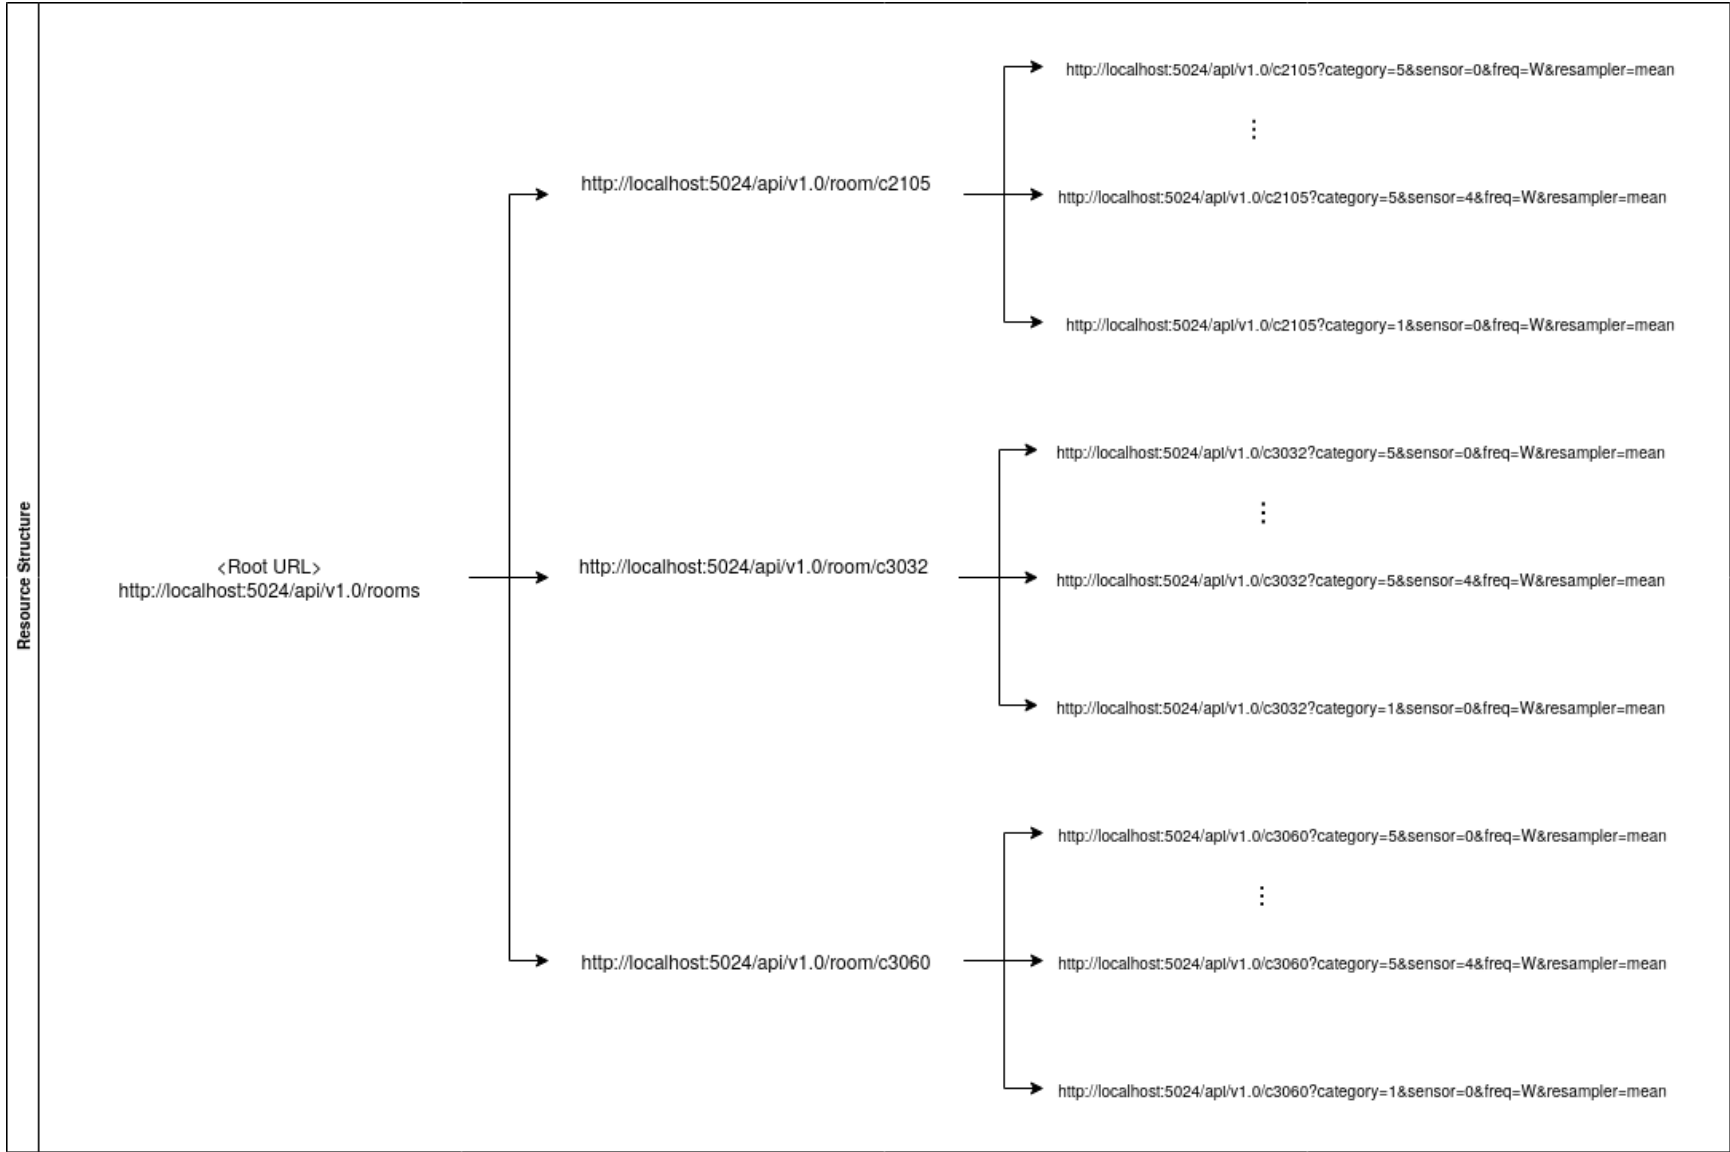 Resource Structure
<Root URL>
http://localhost:5024/api/v1.0/rooms
http://localhost:5024/api/v1.0/room/c2105
http://localhost:5024/api/v1.0/c2105?category=5&sensor=0&freq=W&resampler=mean
⋮
http://localhost:5024/api/v1.0/c2105?category=5&sensor=4&freq=W&resampler=mean
http://localhost:5024/api/v1.0/c2105?category=1&sensor=0&freq=W&resampler=mean
http://localhost:5024/api/v1.0/room/c3032
http://localhost:5024/api/v1.0/c3032?category=5&sensor=0&freq=W&resampler=mean
⋮
http://localhost:5024/api/v1.0/c3032?category=5&sensor=4&freq=W&resampler=mean
http://localhost:5024/api/v1.0/c3032?category=1&sensor=0&freq=W&resampler=mean
http://localhost:5024/api/v1.0/room/c3060
http://localhost:5024/api/v1.0/c3060?category=5&sensor=0&freq=W&resampler=mean
⋮
http://localhost:5024/api/v1.0/c3060?category=5&sensor=4&freq=W&resampler=mean
http://localhost:5024/api/v1.0/c3060?category=1&sensor=0&freq=W&resampler=mean